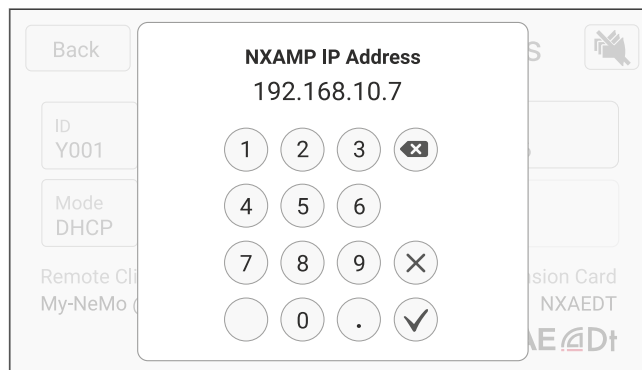 Back
NXAMP IP Address
192.168.10.7
1 2 3
4 5 6
7 8 9
0 .
ID
Y001
Mode
DHCP
Remote Cli
My-NeMo (
sion Card
NXAEDT